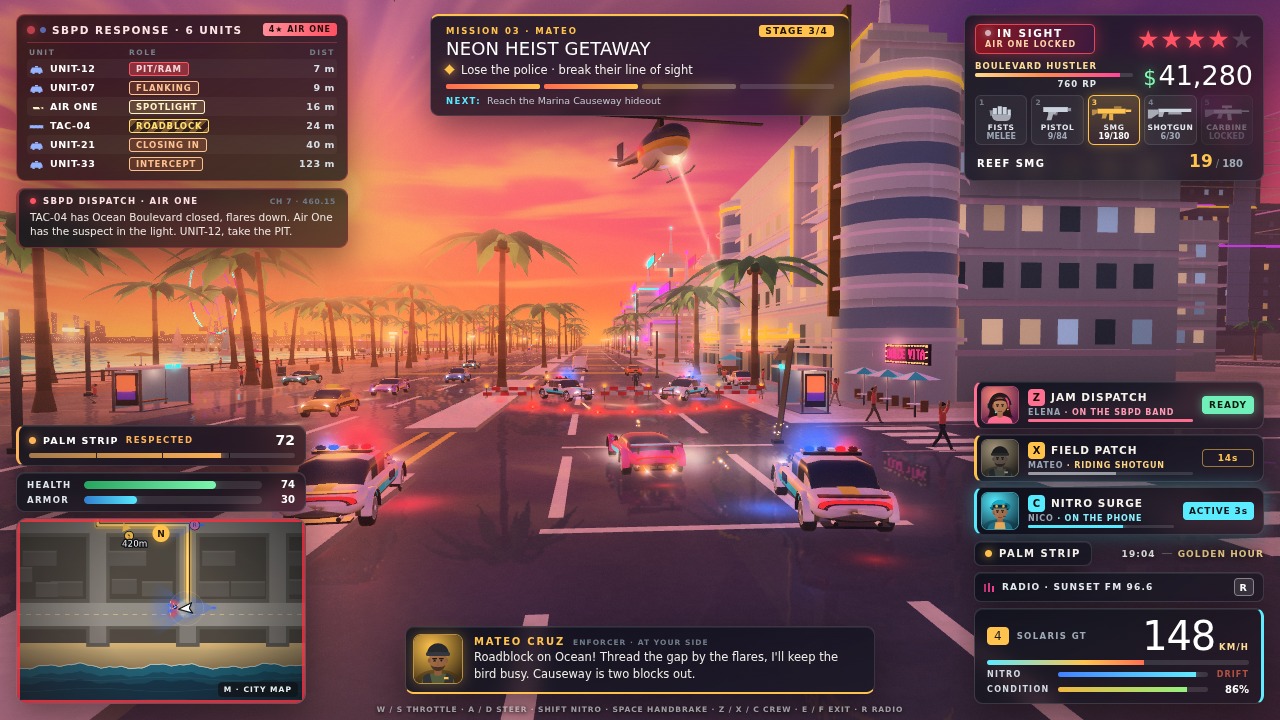 SBPD RESPONSE · 6 UNITS
4★ AIR ONE
UNIT ROLE DIST
UNIT-12 PIT/RAM 7 m
UNIT-07 FLANKING 9 m
AIR ONE SPOTLIGHT 16 m
TAC-04 ROADBLOCK 24 m
UNIT-21 CLOSING IN 40 m
UNIT-33 INTERCEPT 123 m
SBPD DISPATCH · AIR ONE CH 7 · 460.15
TAC-04 has Ocean Boulevard closed, flares down. Air One
has the suspect in the light. UNIT-12, take the PIT.
MISSION 03 · MATEO STAGE 3/4
NEON HEIST GETAWAY
Lose the police · break their line of sight
NEXT: Reach the Marina Causeway hideout
IN SIGHT
AIR ONE LOCKED
★★★★★
BOULEVARD HUSTLER
760 RP
$41,280
1 2 3 4 5
FISTS PISTOL SMG SHOTGUN CARBINE
MELEE 9/84 19/180 6/30 LOCKED
REEF SMG 19 / 180
DOLCE VITA
Z JAM DISPATCH
ELENA · ON THE SBPD BAND
READY
X FIELD PATCH
MATEO · RIDING SHOTGUN
14s
C NITRO SURGE
NICO · ON THE PHONE
ACTIVE 3s
PALM STRIP 19:04 — GOLDEN HOUR
RADIO · SUNSET FM 96.6 R
4 SOLARIS GT 148 KM/H
NITRO DRIFT
CONDITION 86%
PALM STRIP RESPECTED 72
HEALTH 74
ARMOR 30
N
420m
M · CITY MAP
MATEO CRUZ ENFORCER · AT YOUR SIDE
Roadblock on Ocean! Thread the gap by the flares, I'll keep the
bird busy. Causeway is two blocks out.
W / S THROTTLE · A / D STEER · SHIFT NITRO · SPACE HANDBRAKE · Z / X / C CREW · E / F EXIT · R RADIO